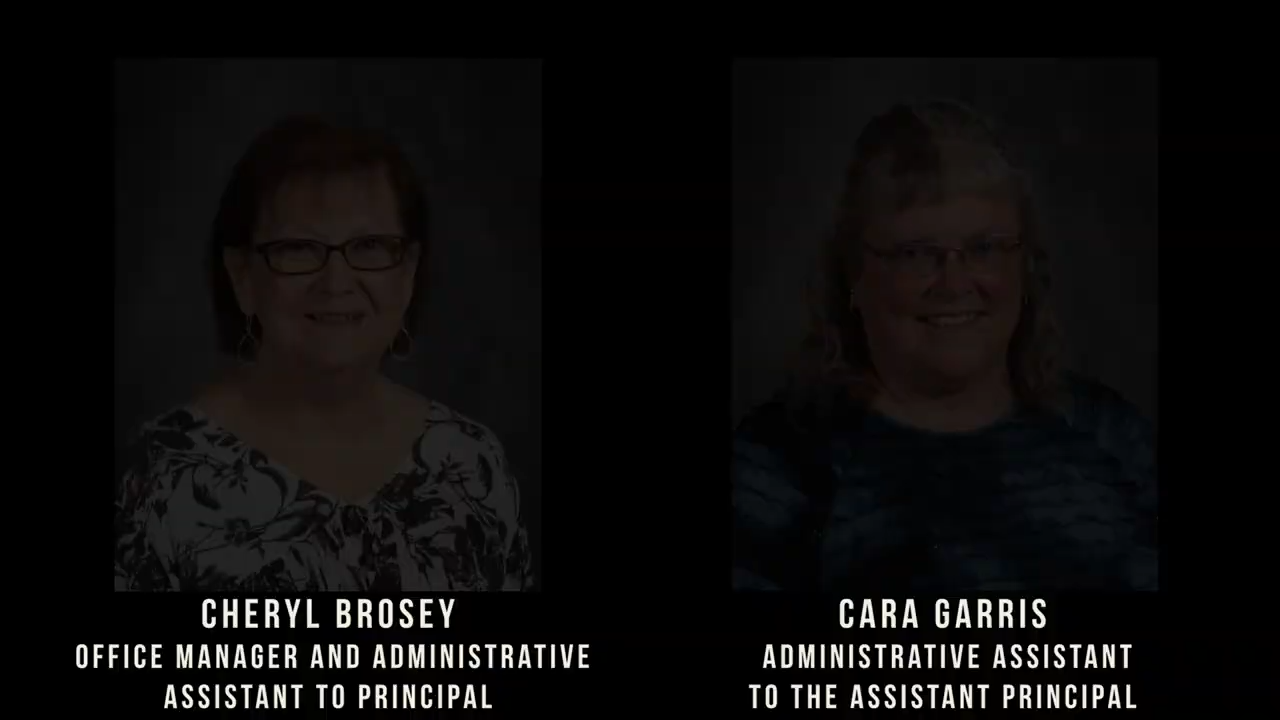 CHERYL BROSEY
OFFICE MANAGER AND ADMINISTRATIVE
ASSISTANT TO PRINCIPAL
CARA GARRIS
ADMINISTRATIVE ASSISTANT
TO THE ASSISTANT PRINCIPAL